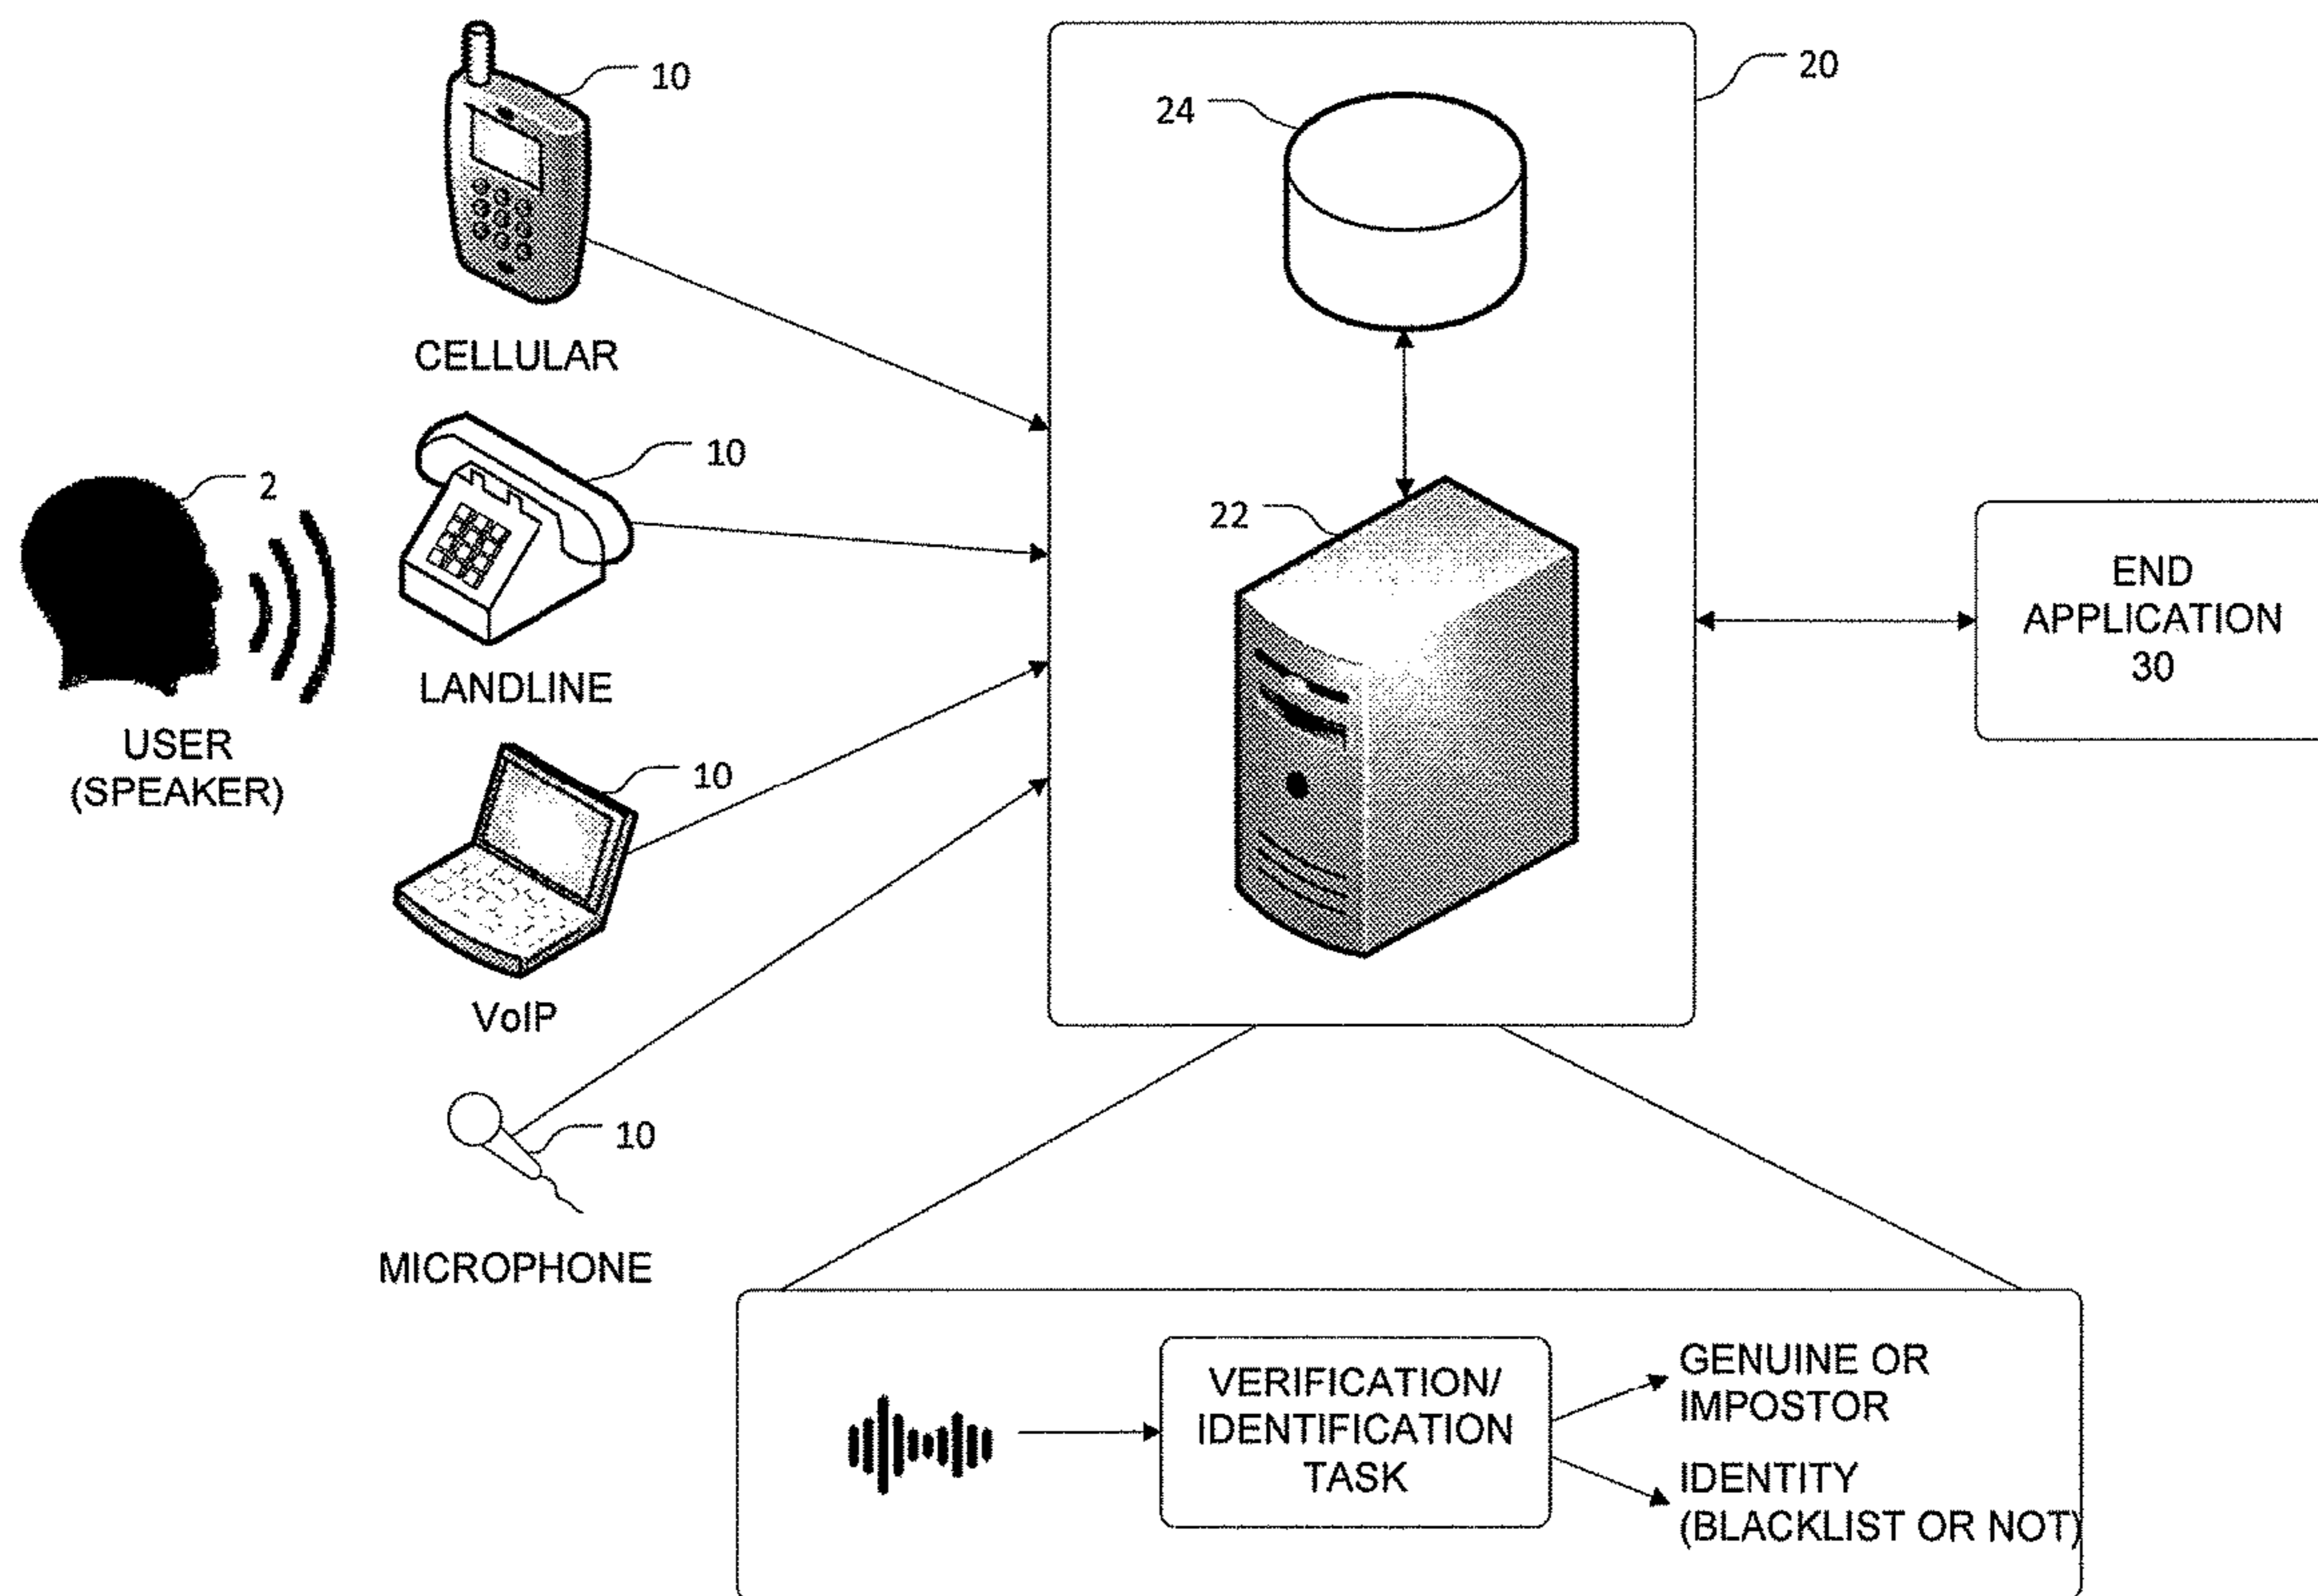 10
CELLULAR
10
LANDLINE
2
USER
(SPEAKER)
10
VoIP
10
MICROPHONE
20
24
22
END
APPLICATION
30
VERIFICATION/
IDENTIFICATION
TASK
GENUINE OR
IMPOSTOR
IDENTITY
(BLACKLIST OR NOT)